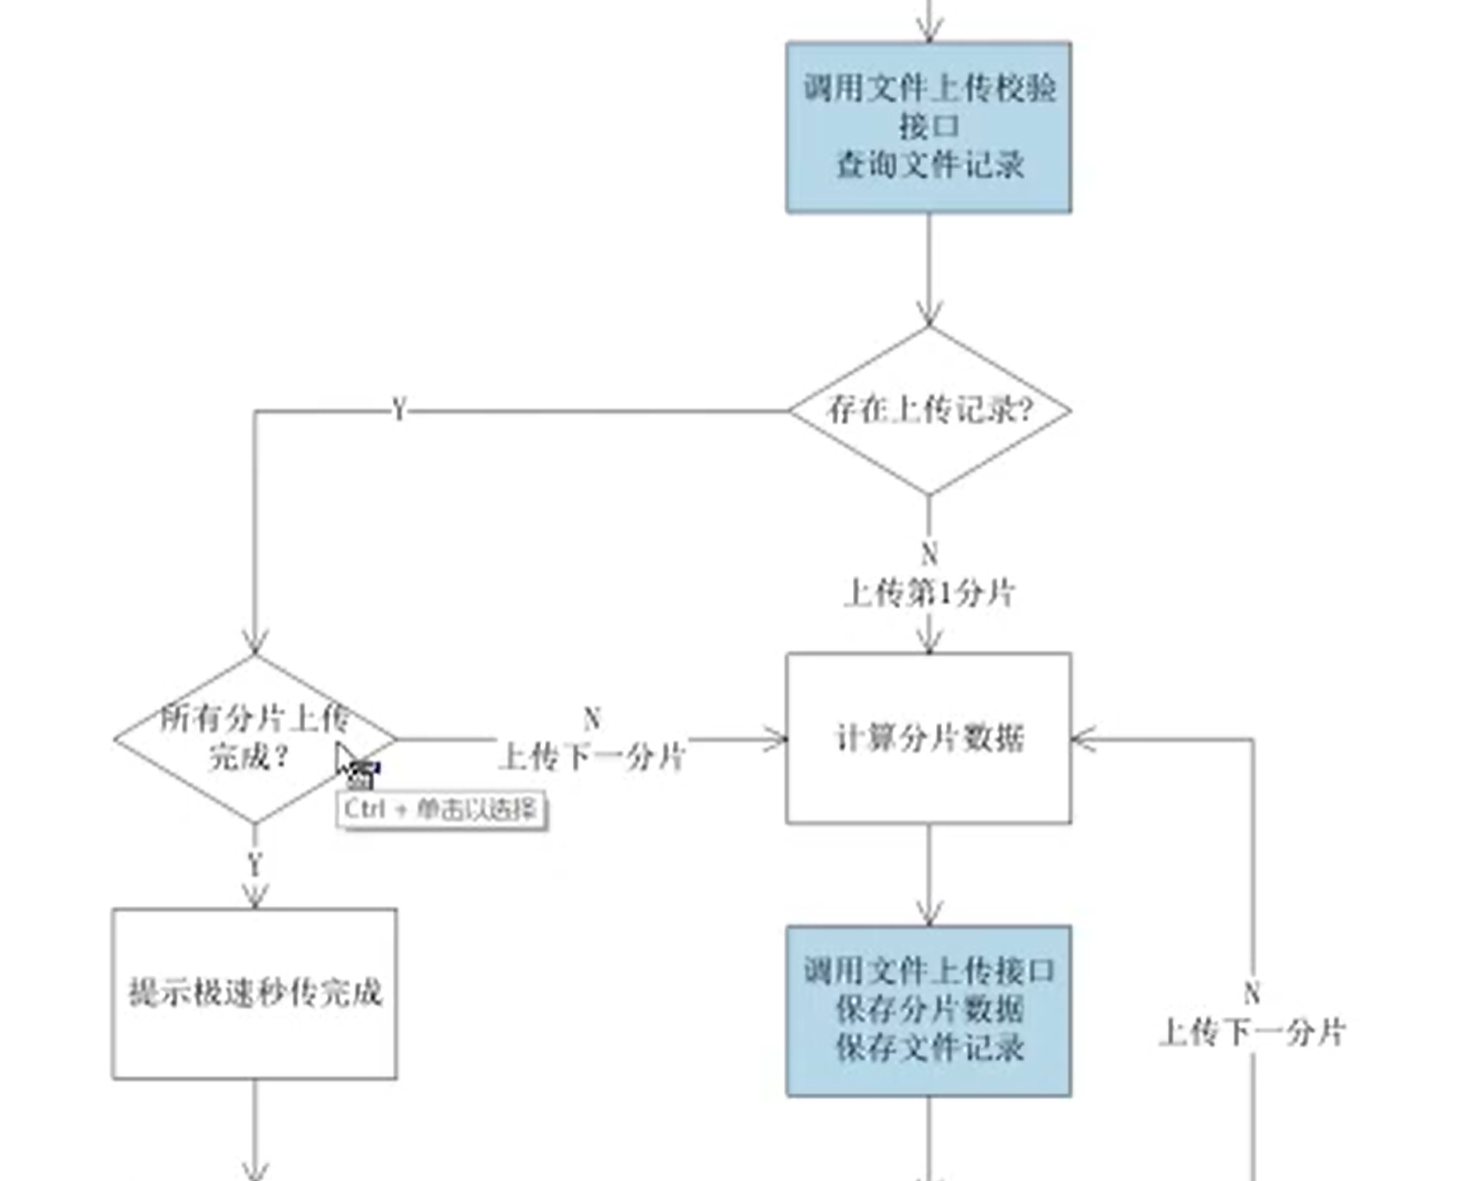 调用文件上传校验
接口
查询文件记录
存在上传记录?
Y
N
上传第1分片
所有分片上传
完成?
N
上传下一分片
计算分片数据
Ctrl + 单击以选择
Y
提示极速秒传完成
调用文件上传接口
保存分片数据
保存文件记录
N
上传下一分片